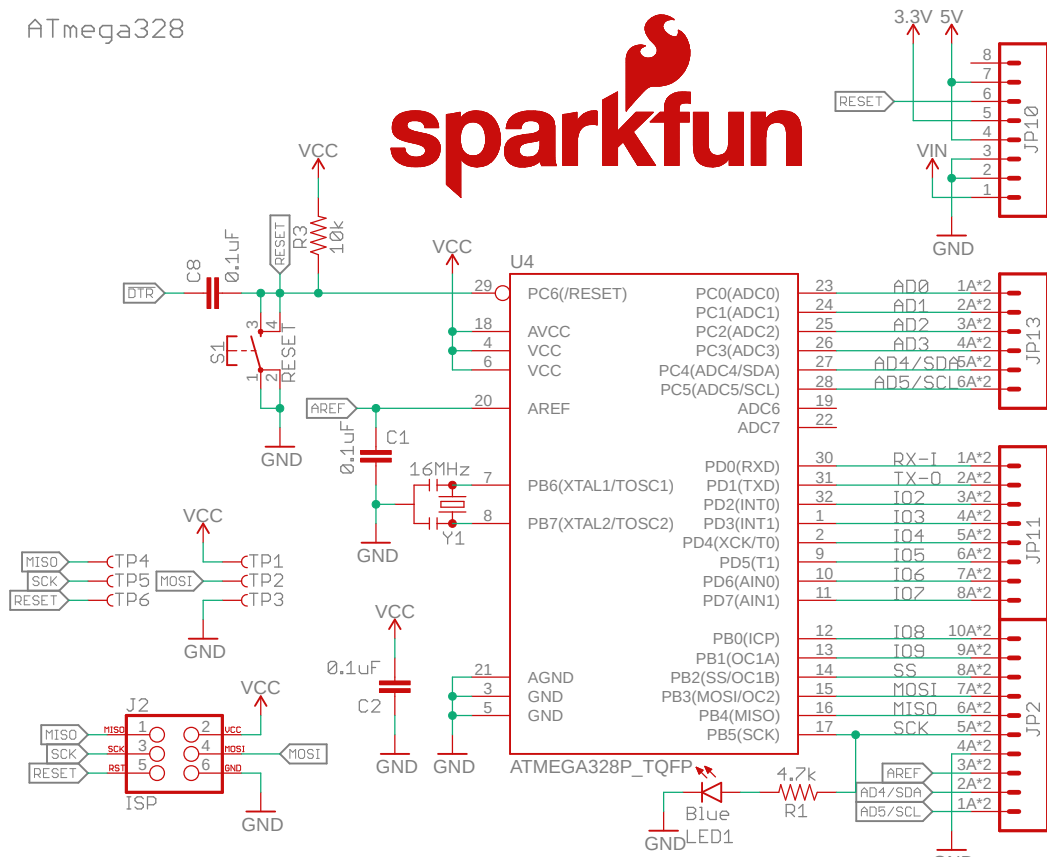 ATmega328
sparkfun
3.3V 5V
RESET
VIN
GND
8
7
6
5
4
3
2
1
JP10
VCC
R3
10k
RESET
DTR
C8
0.1uF
S1
3 4
1 2
RESET
GND
VCC
U4
29 PC6(/RESET)
18 AVCC
4 VCC
6 VCC
AREF
20 AREF
0.1uF
C1
16MHz
7 PB6(XTAL1/TOSC1)
8 PB7(XTAL2/TOSC2)
Y1
GND
21 AGND
3 GND
5 GND
GND
ATMEGA328P_TQFP
PC0(ADC0) 23 AD0 1A*2
PC1(ADC1) 24 AD1 2A*2
PC2(ADC2) 25 AD2 3A*2
PC3(ADC3) 26 AD3 4A*2
PC4(ADC4/SDA) 27 AD4/SDA 5A*2
PC5(ADC5/SCL) 28 AD5/SCL 6A*2
ADC6 19
ADC7 22
JP13
PD0(RXD) 30 RX-I 1A*2
PD1(TXD) 31 TX-O 2A*2
PD2(INT0) 32 IO2 3A*2
PD3(INT1) 1 IO3 4A*2
PD4(XCK/T0) 2 IO4 5A*2
PD5(T1) 9 IO5 6A*2
PD6(AIN0) 10 IO6 7A*2
PD7(AIN1) 11 IO7 8A*2
JP11
PB0(ICP) 12 IO8 10A*2
PB1(OC1A) 13 IO9 9A*2
PB2(SS/OC1B) 14 SS 8A*2
PB3(MOSI/OC2) 15 MOSI 7A*2
PB4(MISO) 16 MISO 6A*2
PB5(SCK) 17 SCK 5A*2
4A*2
AREF 3A*2
AD4/SDA 2A*2
AD5/SCL 1A*2
JP2
GND
4.7k
R1
Blue
LED1
GND
VCC
MISO TP4
SCK TP5
RESET TP6
TP1
MOSI TP2
TP3
GND
VCC
0.1uF
C2
GND
J2
VCC
MISO MISO 1 2 VCC
SCK SCK 3 4 MOSI MOSI
RESET RST 5 6 GND
ISP
GND